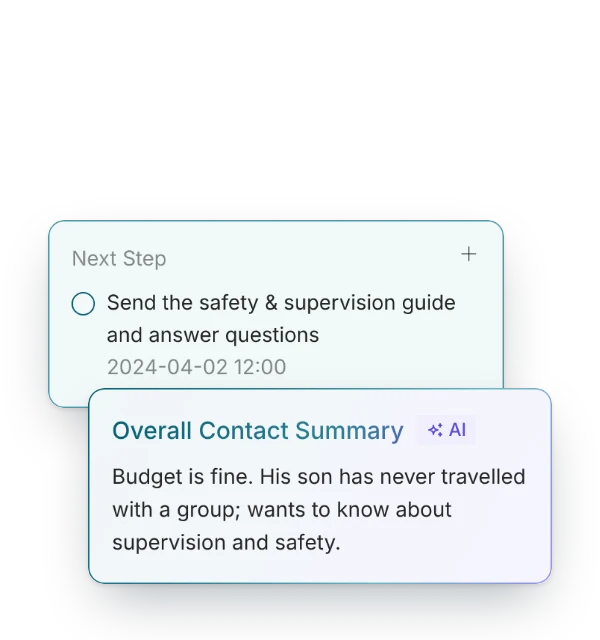 Next Step
Send the safety & supervision guide
and answer questions
2024-04-02 12:00
Overall Contact Summary AI
Budget is fine. His son has never travelled
with a group; wants to know about
supervision and safety.